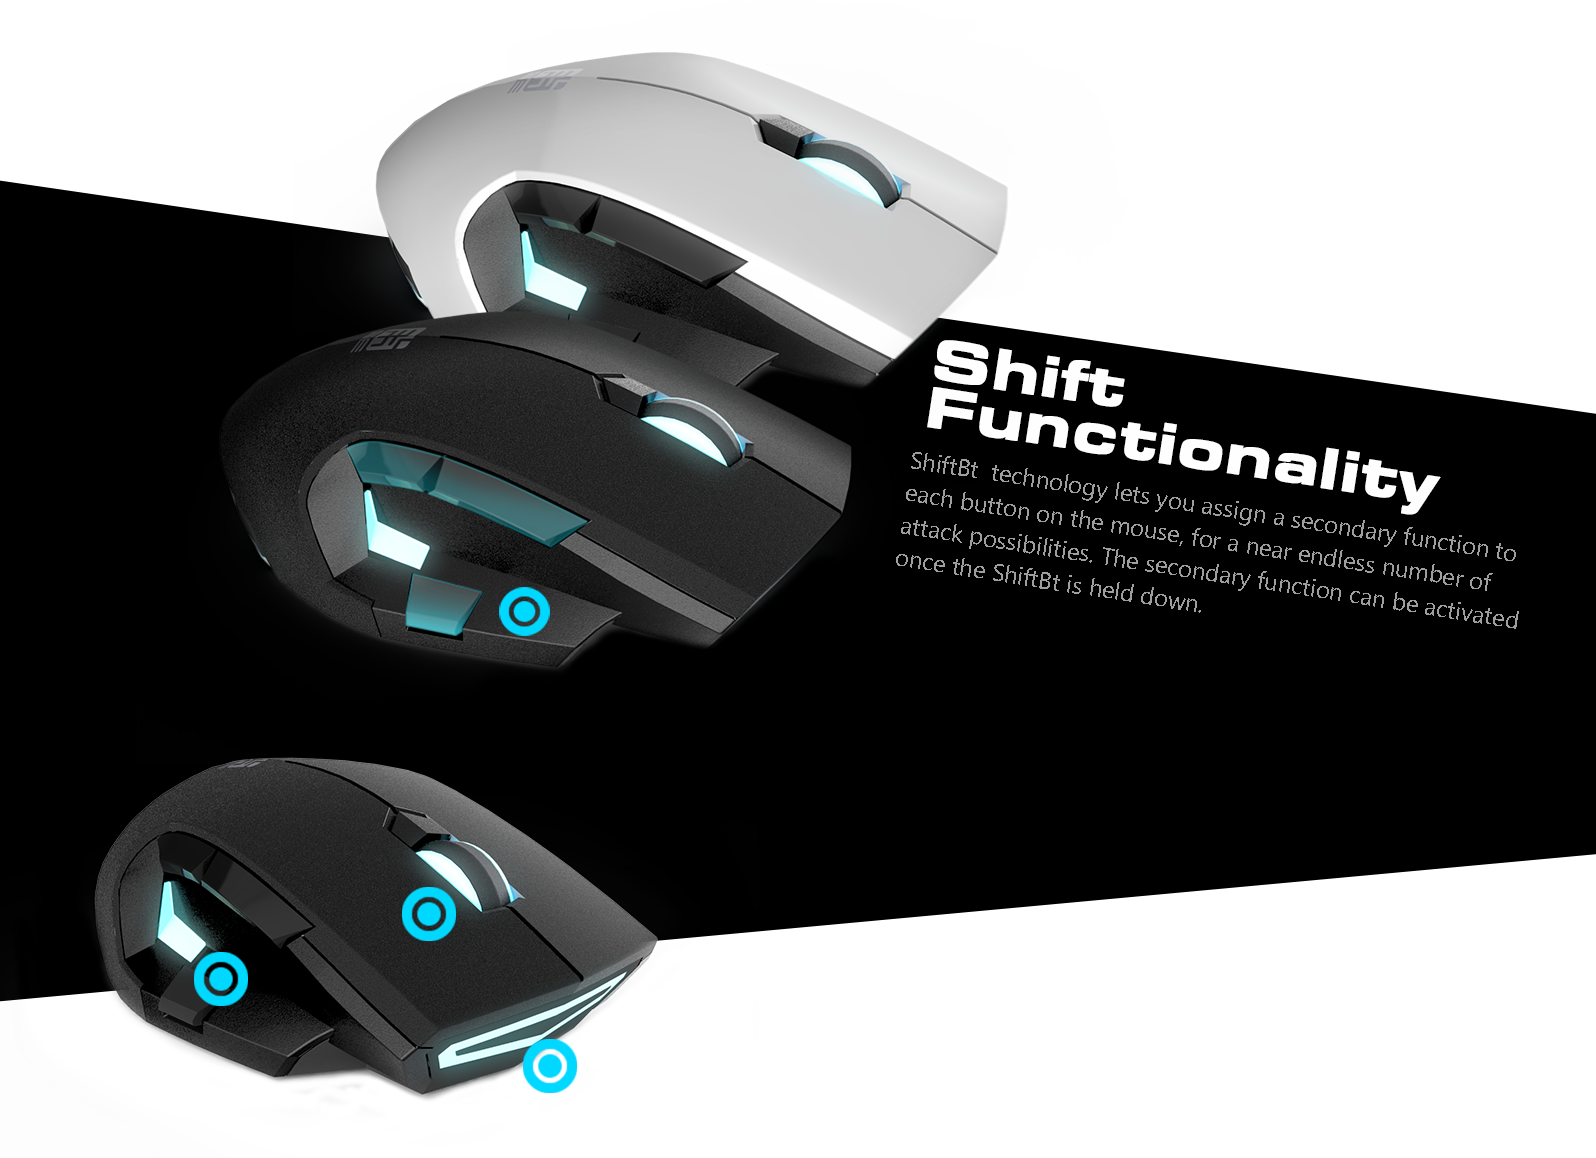 Shift
Functionality
ShiftBt technology lets you assign a secondary function to
each button on the mouse, for a near endless number of
attack possibilities. The secondary function can be activated
once the ShiftBt is held down.